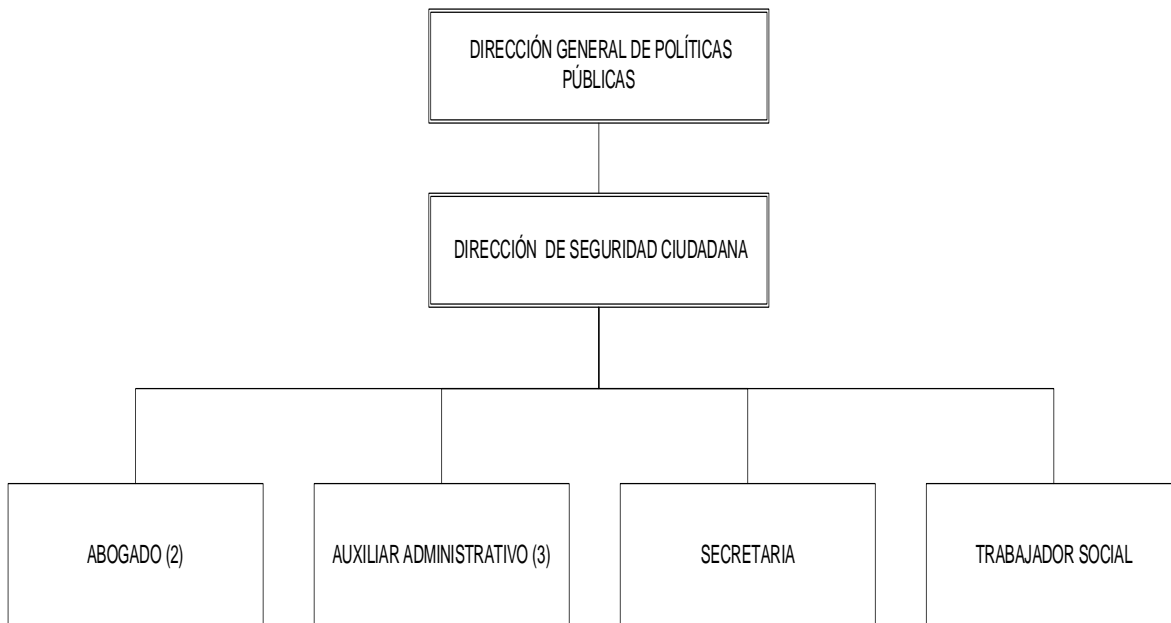 DIRECCIÓN GENERAL DE POLÍTICAS
PÚBLICAS
DIRECCIÓN DE SEGURIDAD CIUDADANA
ABOGADO (2)
AUXILIAR ADMINISTRATIVO (3)
SECRETARIA
TRABAJADOR SOCIAL